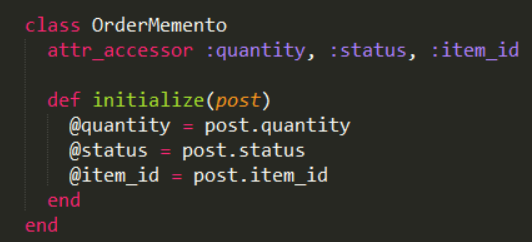 class OrderMemento
  attr_accessor :quantity, :status, :item_id

  def initialize(post)
    @quantity = post.quantity
    @status = post.status
    @item_id = post.item_id
  end
end